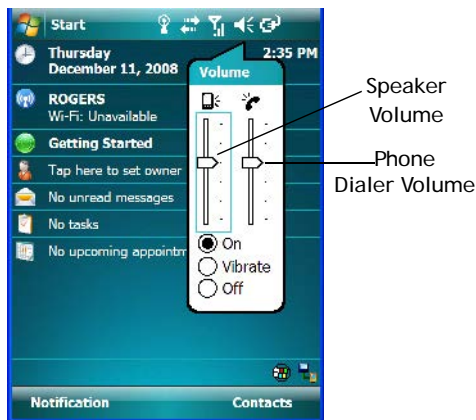 Start
Thursday
December 11, 2008
2:35 PM
Volume
ROGERS
Wi-Fi: Unavailable
Getting Started
Tap here to set owner
No unread messages
No tasks
No upcoming appointm
On
Vibrate
Off
Notification
Contacts
Speaker
Volume
Phone
Dialer Volume